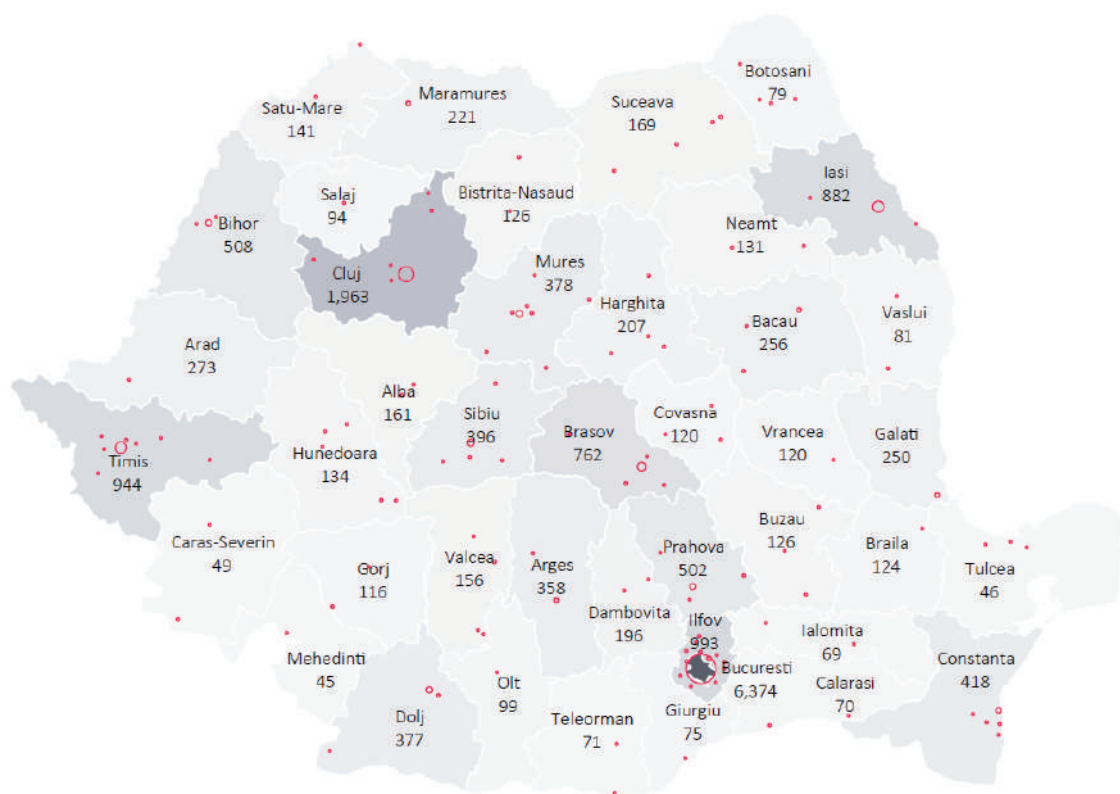 Botosani
79
Satu-Mare
141
Maramures
221
Suceava
169
Iasi
882
Salaj
94
Bistrita-Nasaud
126
Bihor
508
Neamt
131
Cluj
1,963
Mures
378
Harghita
207
Bacau
256
Vaslui
81
Arad
273
Alba
161
Sibiu
396
Brasov
762
Covasna
120
Vrancea
120
Galati
250
Timis
944
Hunedoara
134
Caras-Severin
49
Gorj
116
Valcea
156
Arges
358
Prahova
502
Buzau
126
Braila
124
Tulcea
46
Dambovita
196
Ilfov
993
Ialomita
69
Mehedinti
45
Olt
99
Bucuresti
6,374
Calarasi
70
Constanta
418
Dolj
377
Teleorman
71
Giurgiu
75